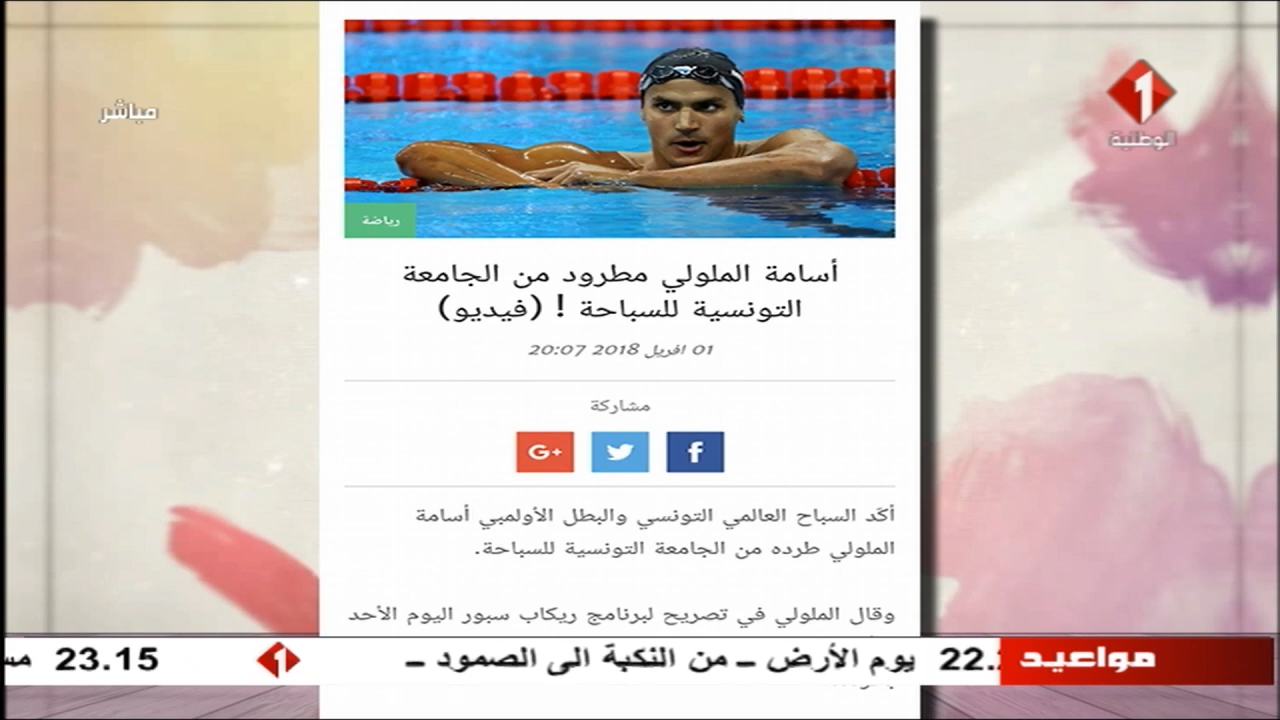 مباشر
1
الوطنية
رياضة
أسامة الملولي مطرود من الجامعة
التونسية للسباحة ! (فيديو)
01 افريل 2018 20:07
مشاركة
G+
f
أكّد السباح العالمي التونسي والبطل الأولمبي أسامة
الملولي طرده من الجامعة التونسية للسباحة.
وقال الملولي في تصريح لبرنامج ريكاب سبور اليوم الأحد
مواعيد
يوم الأرض – من النكبة الى الصمود – 1 23.15